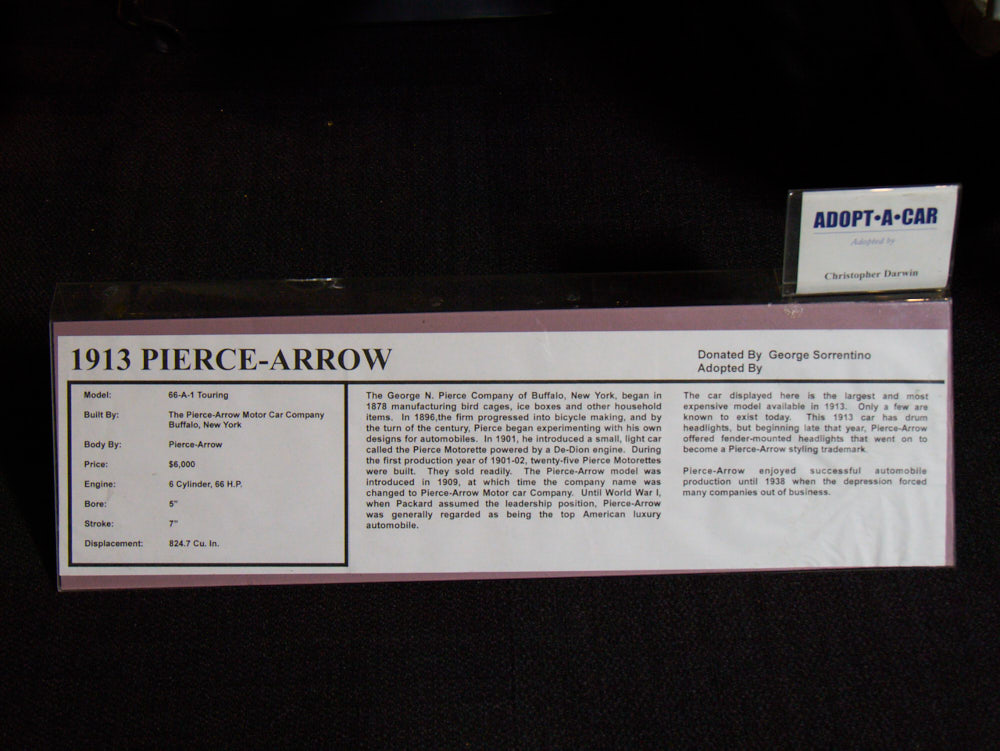 ADOPT•A•CAR
Adopted by
Christopher Darwin
1913 PIERCE-ARROW
Donated By George Sorrentino
Adopted By
Model: 66-A-1 Touring
Built By: The Pierce-Arrow Motor Car Company
Buffalo, New York
Body By: Pierce-Arrow
Price: $6,000
Engine: 6 Cylinder, 66 H.P.
Bore: 5"
Stroke: 7"
Displacement: 824.7 Cu. In.
The George N. Pierce Company of Buffalo, New York, began in
1878 manufacturing bird cages, ice boxes and other household
items. In 1896,the firm progressed into bicycle making, and by
the turn of the century, Pierce began experimenting with his own
designs for automobiles. In 1901, he introduced a small, light car
called the Pierce Motorette powered by a De-Dion engine. During
the first production year of 1901-02, twenty-five Pierce Motorettes
were built. They sold readily. The Pierce-Arrow model was
introduced in 1909, at which time the company name was
changed to Pierce-Arrow Motor car Company. Until World War I,
when Packard assumed the leadership position, Pierce-Arrow
was generally regarded as being the top American luxury
automobile.
The car displayed here is the largest and most
expensive model available in 1913. Only a few are
known to exist today. This 1913 car has drum
headlights, but beginning late that year, Pierce-Arrow
offered fender-mounted headlights that went on to
become a Pierce-Arrow styling trademark.
Pierce-Arrow enjoyed successful automobile
production until 1938 when the depression forced
many companies out of business.